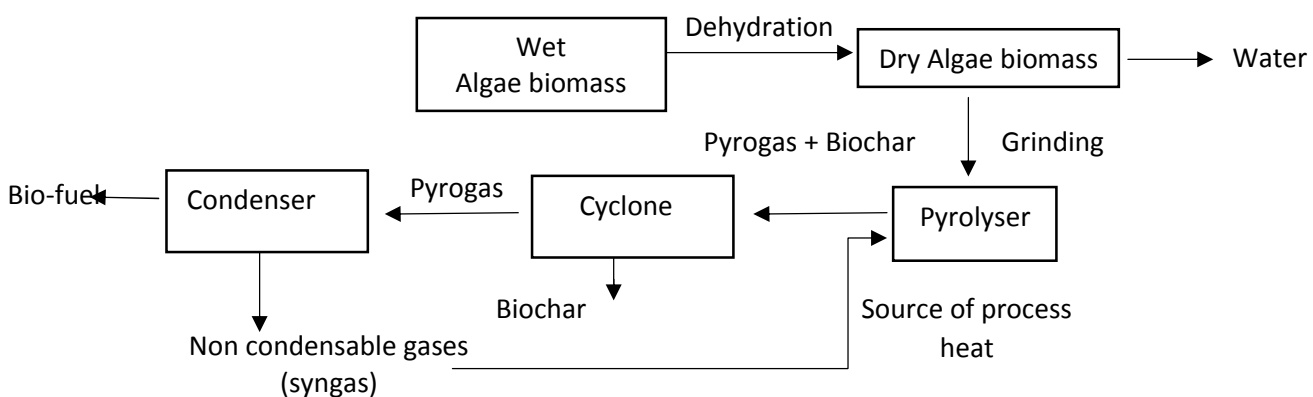 Dehydration
Wet
Algae biomass
Dry Algae biomass
Water
Pyrogas + Biochar
Grinding
Bio-fuel
Condenser
Pyrogas
Cyclone
Pyrolyser
Biochar
Source of process
heat
Non condensable gases
(syngas)